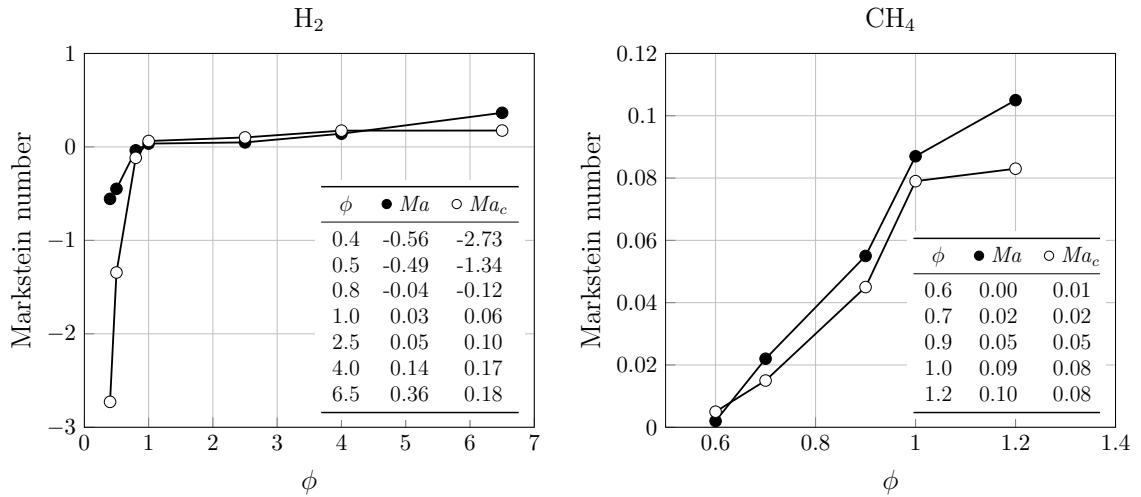 H₂
Markstein number
1
0
−1
−2
−3
0 1 2 3 4 5 6 7
ϕ
ϕ Ma Ma_c
0.4 -0.56 -2.73
0.5 -0.49 -1.34
0.8 -0.04 -0.12
1.0 0.03 0.06
2.5 0.05 0.10
4.0 0.14 0.17
6.5 0.36 0.18
CH₄
Markstein number
0.12
0.1
0.08
0.06
0.04
0.02
0
0.6 0.8 1 1.2 1.4
ϕ
ϕ Ma Ma_c
0.6 0.00 0.01
0.7 0.02 0.02
0.9 0.05 0.05
1.0 0.09 0.08
1.2 0.10 0.08